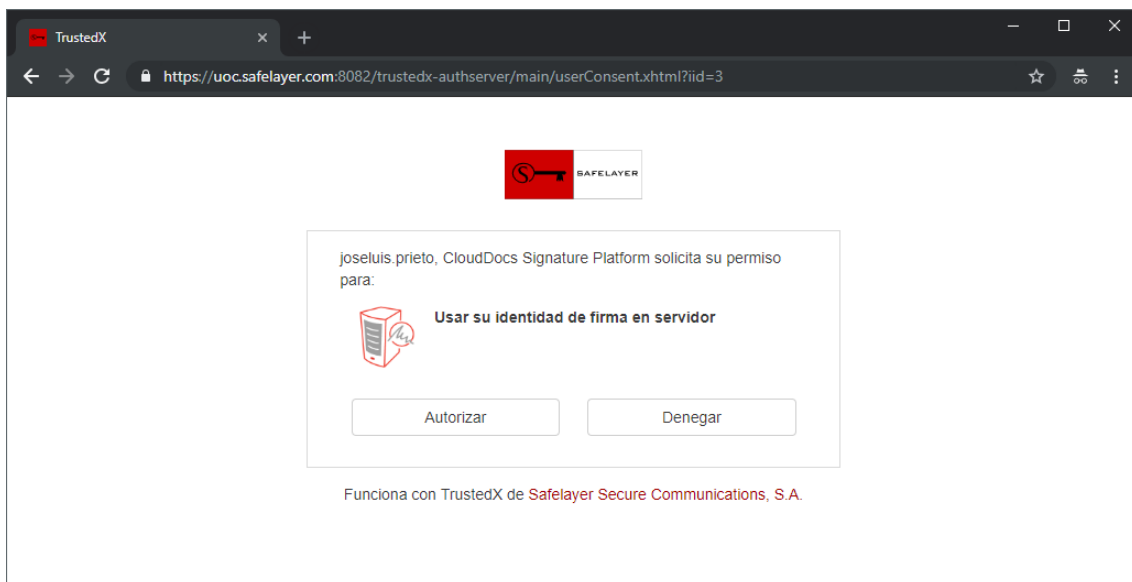 TrustedX
https://uoc.safelayer.com:8082/trustedx-authserver/main/userConsent.xhtml?iid=3
S SAFELAYER
joseluis.prieto, CloudDocs Signature Platform solicita su permiso
para:
Usar su identidad de firma en servidor
Autorizar Denegar
Funciona con TrustedX de Safelayer Secure Communications, S.A.